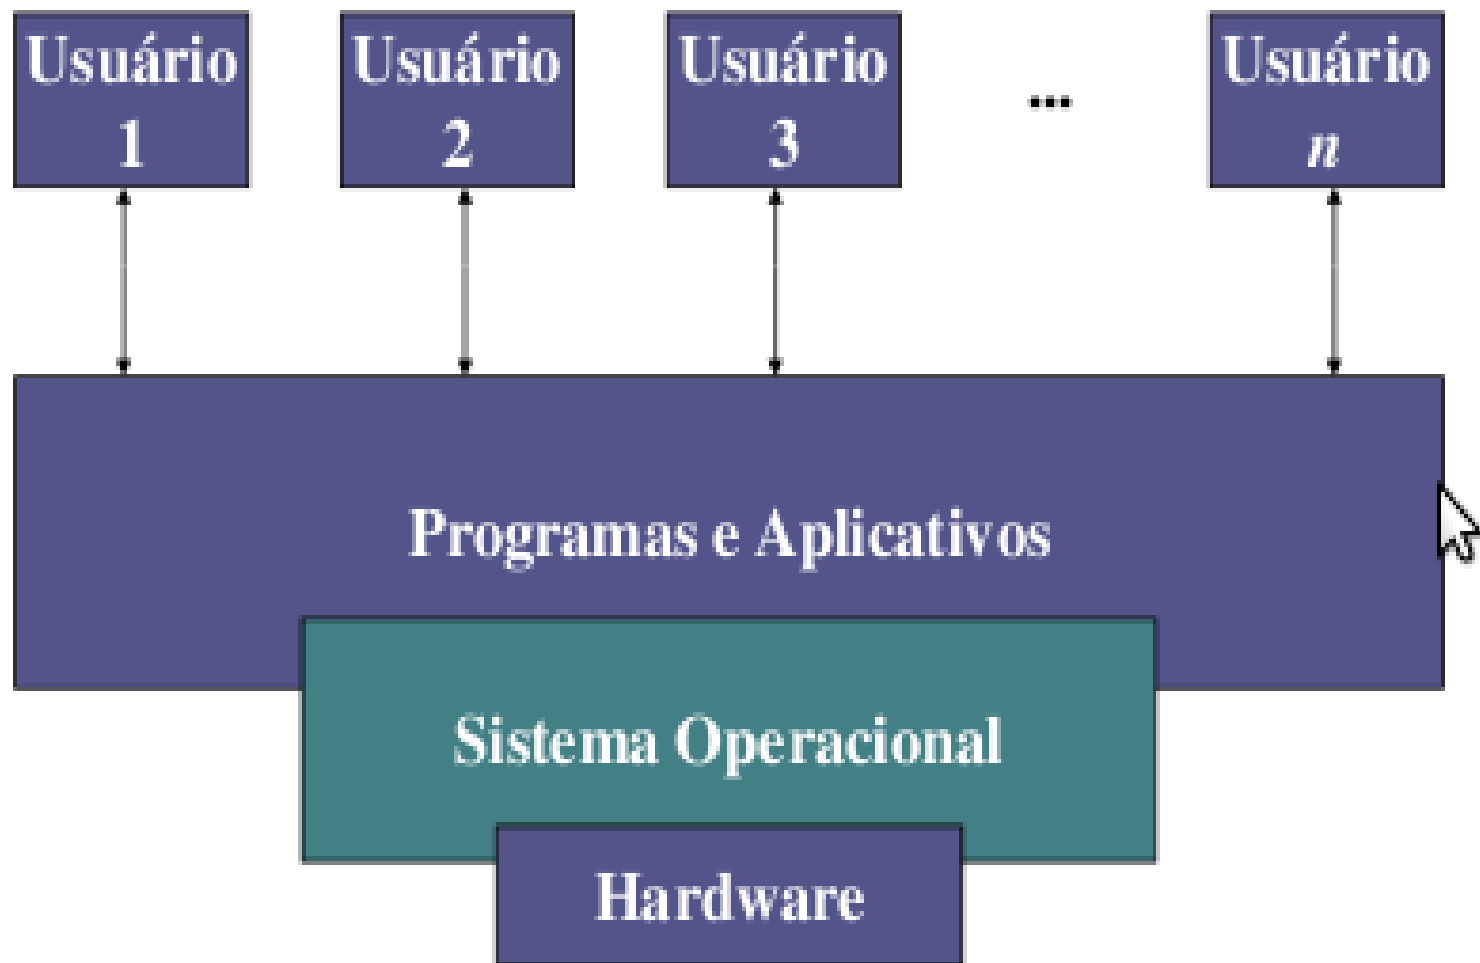 Usuário
1
Usuário
2
Usuário
3
...
Usuário
n
Programas e Aplicativos
Sistema Operacional
Hardware